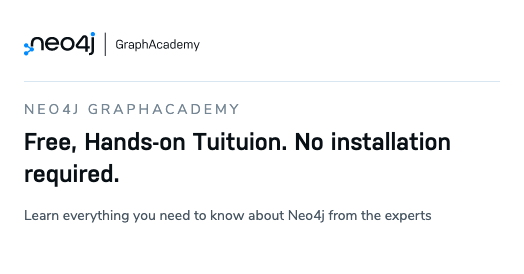 neo4j | GraphAcademy
NEO4J GRAPHACADEMY
Free, Hands-on Tuituion. No installation
required.
Learn everything you need to know about Neo4j from the experts